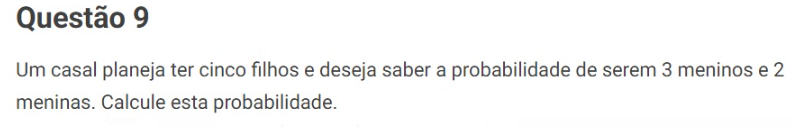 Questão 9
Um casal planeja ter cinco filhos e deseja saber a probabilidade de serem 3 meninos e 2
meninas. Calcule esta probabilidade.